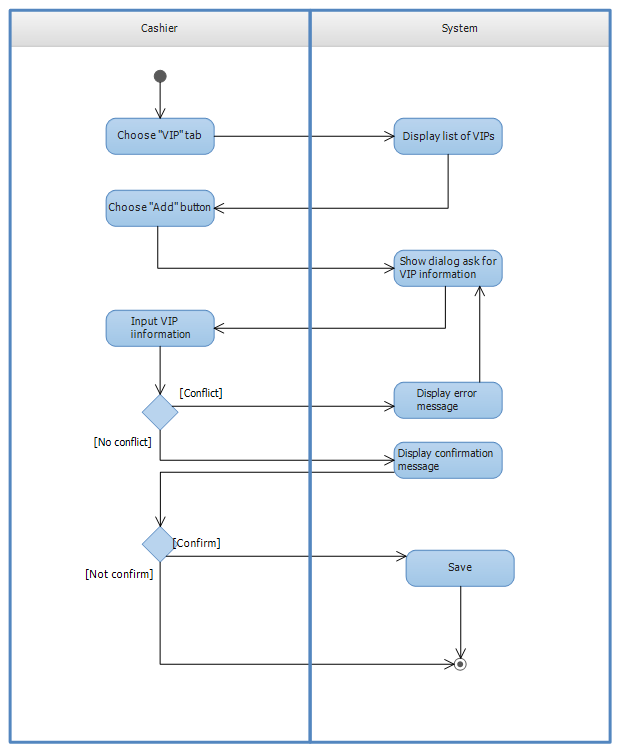 Cashier
System
Choose "VIP" tab
Display list of VIPs
Choose "Add" button
Show dialog ask for
VIP information
Input VIP
iinformation
[Conflict]
Display error
message
[No conflict]
Display confirmation
message
[Confirm]
Save
[Not confirm]